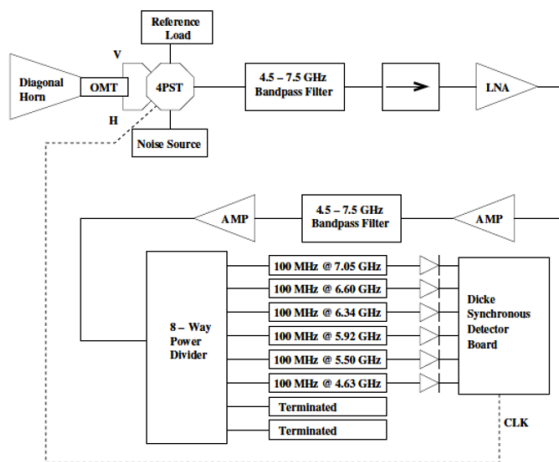 Reference
Load
V
Diagonal
Horn
OMT
4PST
4.5 – 7.5 GHz
Bandpass Filter
LNA
H
Noise Source
AMP
4.5 – 7.5 GHz
Bandpass Filter
AMP
8 – Way
Power
Divider
100 MHz @ 7.05 GHz
100 MHz @ 6.60 GHz
100 MHz @ 6.34 GHz
100 MHz @ 5.92 GHz
100 MHz @ 5.50 GHz
100 MHz @ 4.63 GHz
Terminated
Terminated
Dicke
Synchronous
Detector
Board
CLK